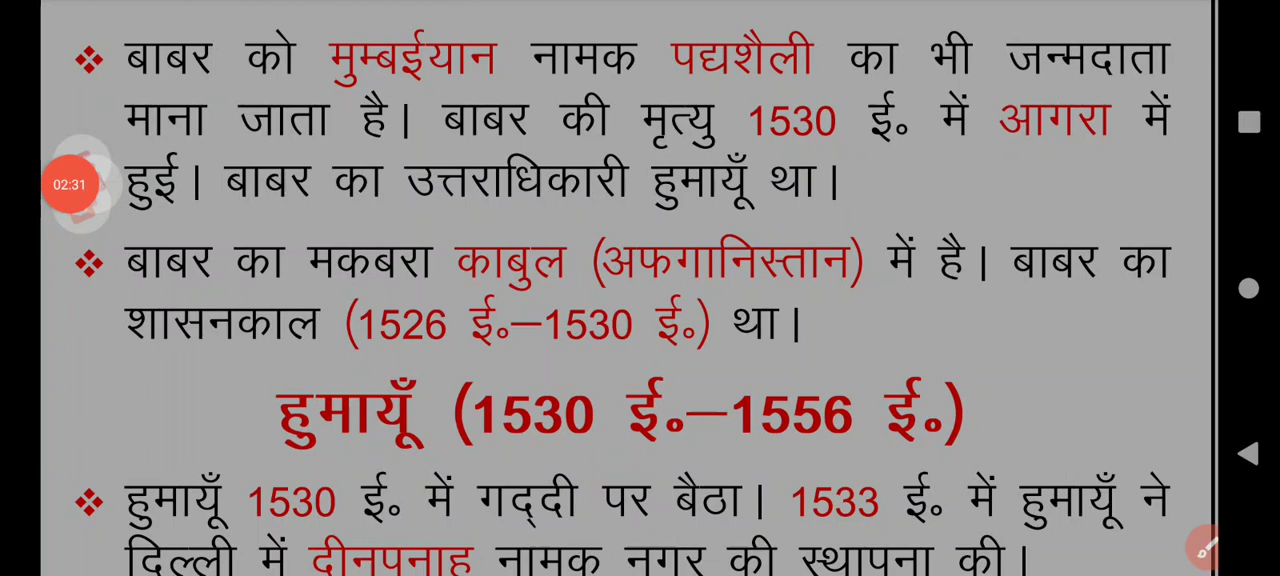 ❖ बाबर को मुम्बईयान नामक पद्यशैली का भी जन्मदाता
माना जाता है। बाबर की मृत्यु 1530 ई॰ में आगरा में
हुई। बाबर का उत्तराधिकारी हुमायूँ था।
02:31
❖ बाबर का मकबरा काबुल (अफगानिस्तान) में है। बाबर का
शासनकाल (1526 ई॰–1530 ई॰) था।
हुमायूँ (1530 ई॰–1556 ई॰)
❖ हुमायूँ 1530 ई॰ में गद्‌दी पर बैठा। 1533 ई॰ में हुमायूँ ने
दिल्ली में दीनपनाह नामक नगर की स्थापना की।